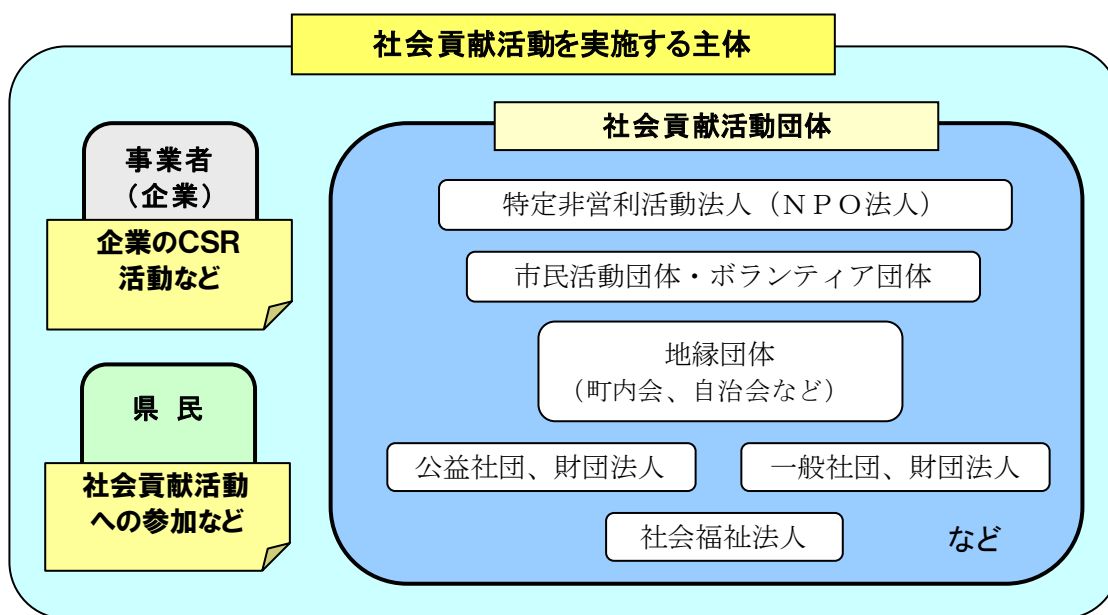 社会貢献活動を実施する主体
事業者
（企業）
企業のCSR
活動など
県 民
社会貢献活動
への参加など
社会貢献活動団体
特定非営利活動法人（ＮＰＯ法人）
市民活動団体・ボランティア団体
地縁団体
（町内会、自治会など）
公益社団、財団法人
一般社団、財団法人
社会福祉法人
など